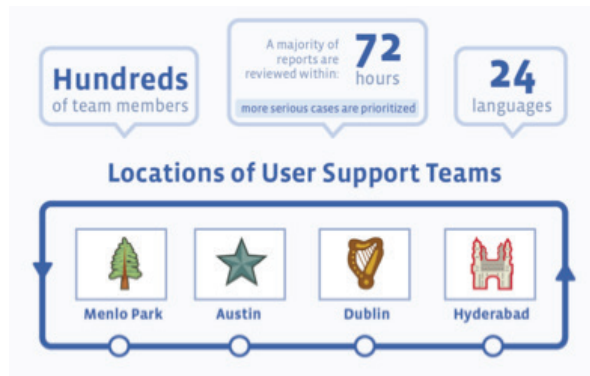 Hundreds
of team members
A majority of
reports are
reviewed within:
72
hours
more serious cases are prioritized
24
languages
Locations of User Support Teams
Menlo Park
Austin
Dublin
Hyderabad